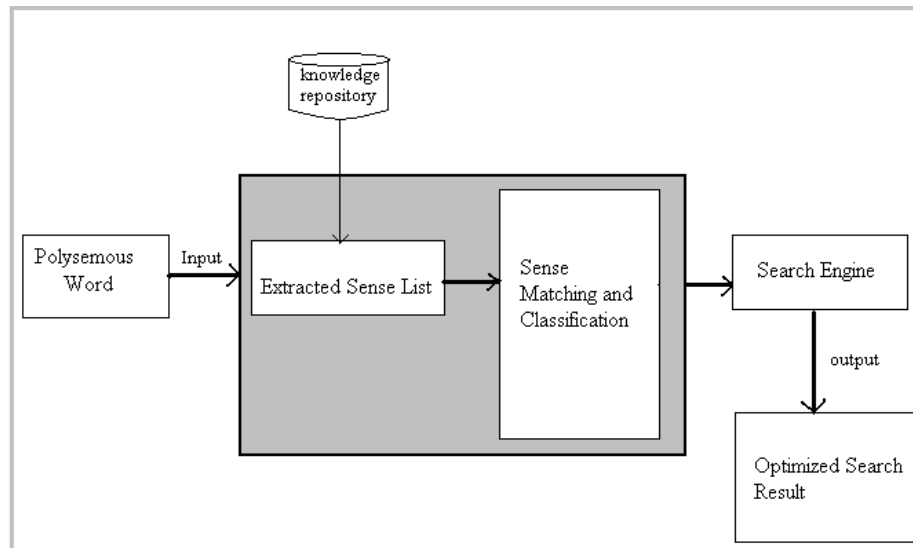 knowledge
repository
Polysemous
Word
Input
Extracted Sense List
Sense
Matching and
Classification
Search Engine
output
Optimized Search
Result